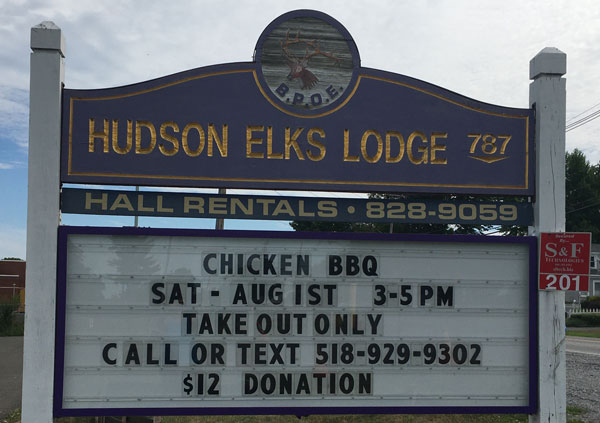 B.P.O.E.
HUDSON ELKS LODGE 787
HALL RENTALS • 828-9059
CHICKEN BBQ
SAT - AUG 1ST 3-5 PM
TAKE OUT ONLY
CALL OR TEXT 518-929-9302
$12 DONATION
S&F
201